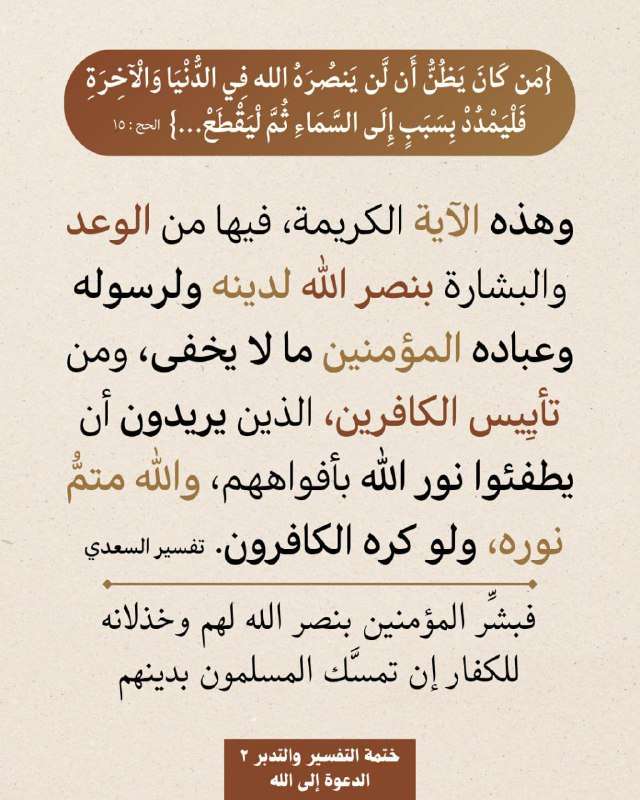 {مَن كَانَ يَظُنُّ أَن لَّن يَنصُرَهُ الله فِي الدُّنْيَا وَالْآخِرَةِ
فَلْيَمْدُدْ بِسَبَبٍ إِلَى السَّمَاءِ ثُمَّ لْيَقْطَعْ...} الحج : ١٥
وهذه الآية الكريمة، فيها من الوعد
والبشارة بنصر الله لدينه ولرسوله
وعباده المؤمنين ما لا يخفى، ومن
تأييس الكافرين، الذين يريدون أن
يطفئوا نور الله بأفواههم، والله متمُّ
نوره، ولو كره الكافرون. تفسير السعدي
فبشِّر المؤمنين بنصر الله لهم وخذلانه
للكفار إن تمسَّك المسلمون بدينهم
ختمة التفسير والتدبر ٢
الدعوة إلى الله